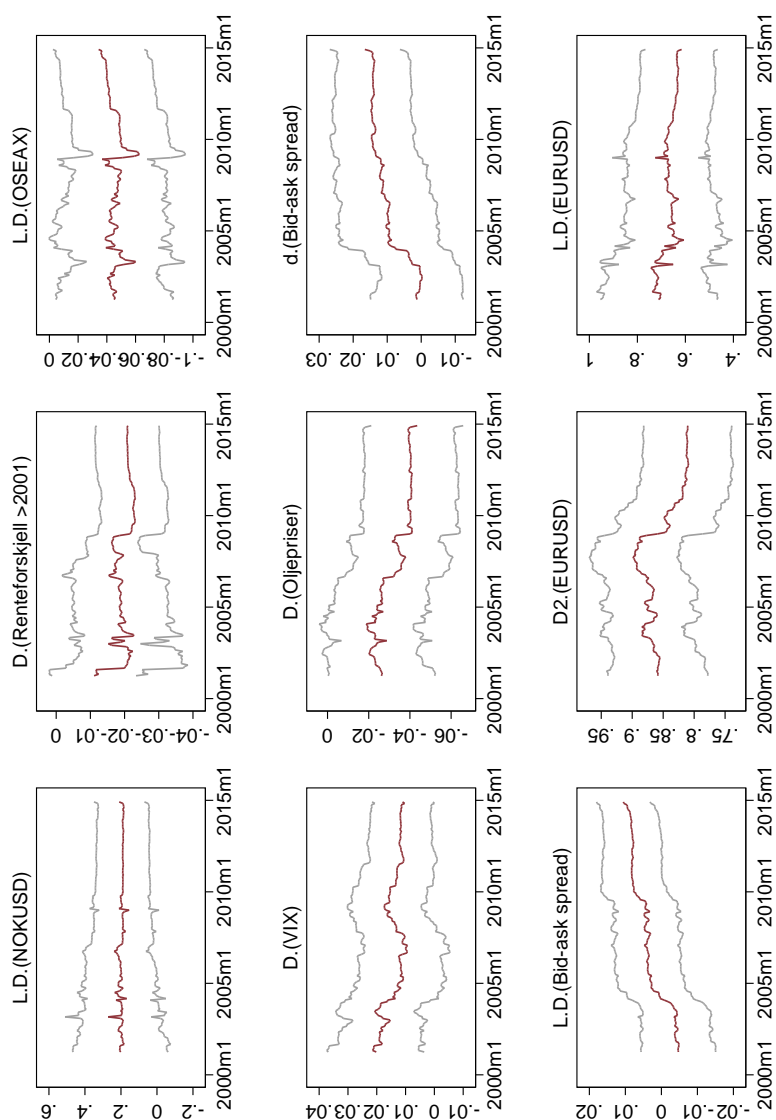 L.D.(NOKUSD)
-.2 0 .2 .4 .6
2000m1 2005m1 2010m1 2015m1
D.(Renteforskjell >2001)
-.04 -.03 -.02 -.01 0
2000m1 2005m1 2010m1 2015m1
L.D.(OSEAX)
-.1 -.08 -.06 -.04 -.02 0
2000m1 2005m1 2010m1 2015m1
D.(VIX)
-.01 0 .01 .02 .03 .04
2000m1 2005m1 2010m1 2015m1
D.(Oljepriser)
-.06 -.04 -.02 0
2000m1 2005m1 2010m1 2015m1
d.(Bid-ask spread)
-.01 0 .01 .02 .03
2000m1 2005m1 2010m1 2015m1
L.D.(Bid-ask spread)
-.02 -.01 0 .01 .02
2000m1 2005m1 2010m1 2015m1
D2.(EURUSD)
.75 .8 .85 .9 .95
2000m1 2005m1 2010m1 2015m1
L.D.(EURUSD)
.4 .6 .8 1
2000m1 2005m1 2010m1 2015m1